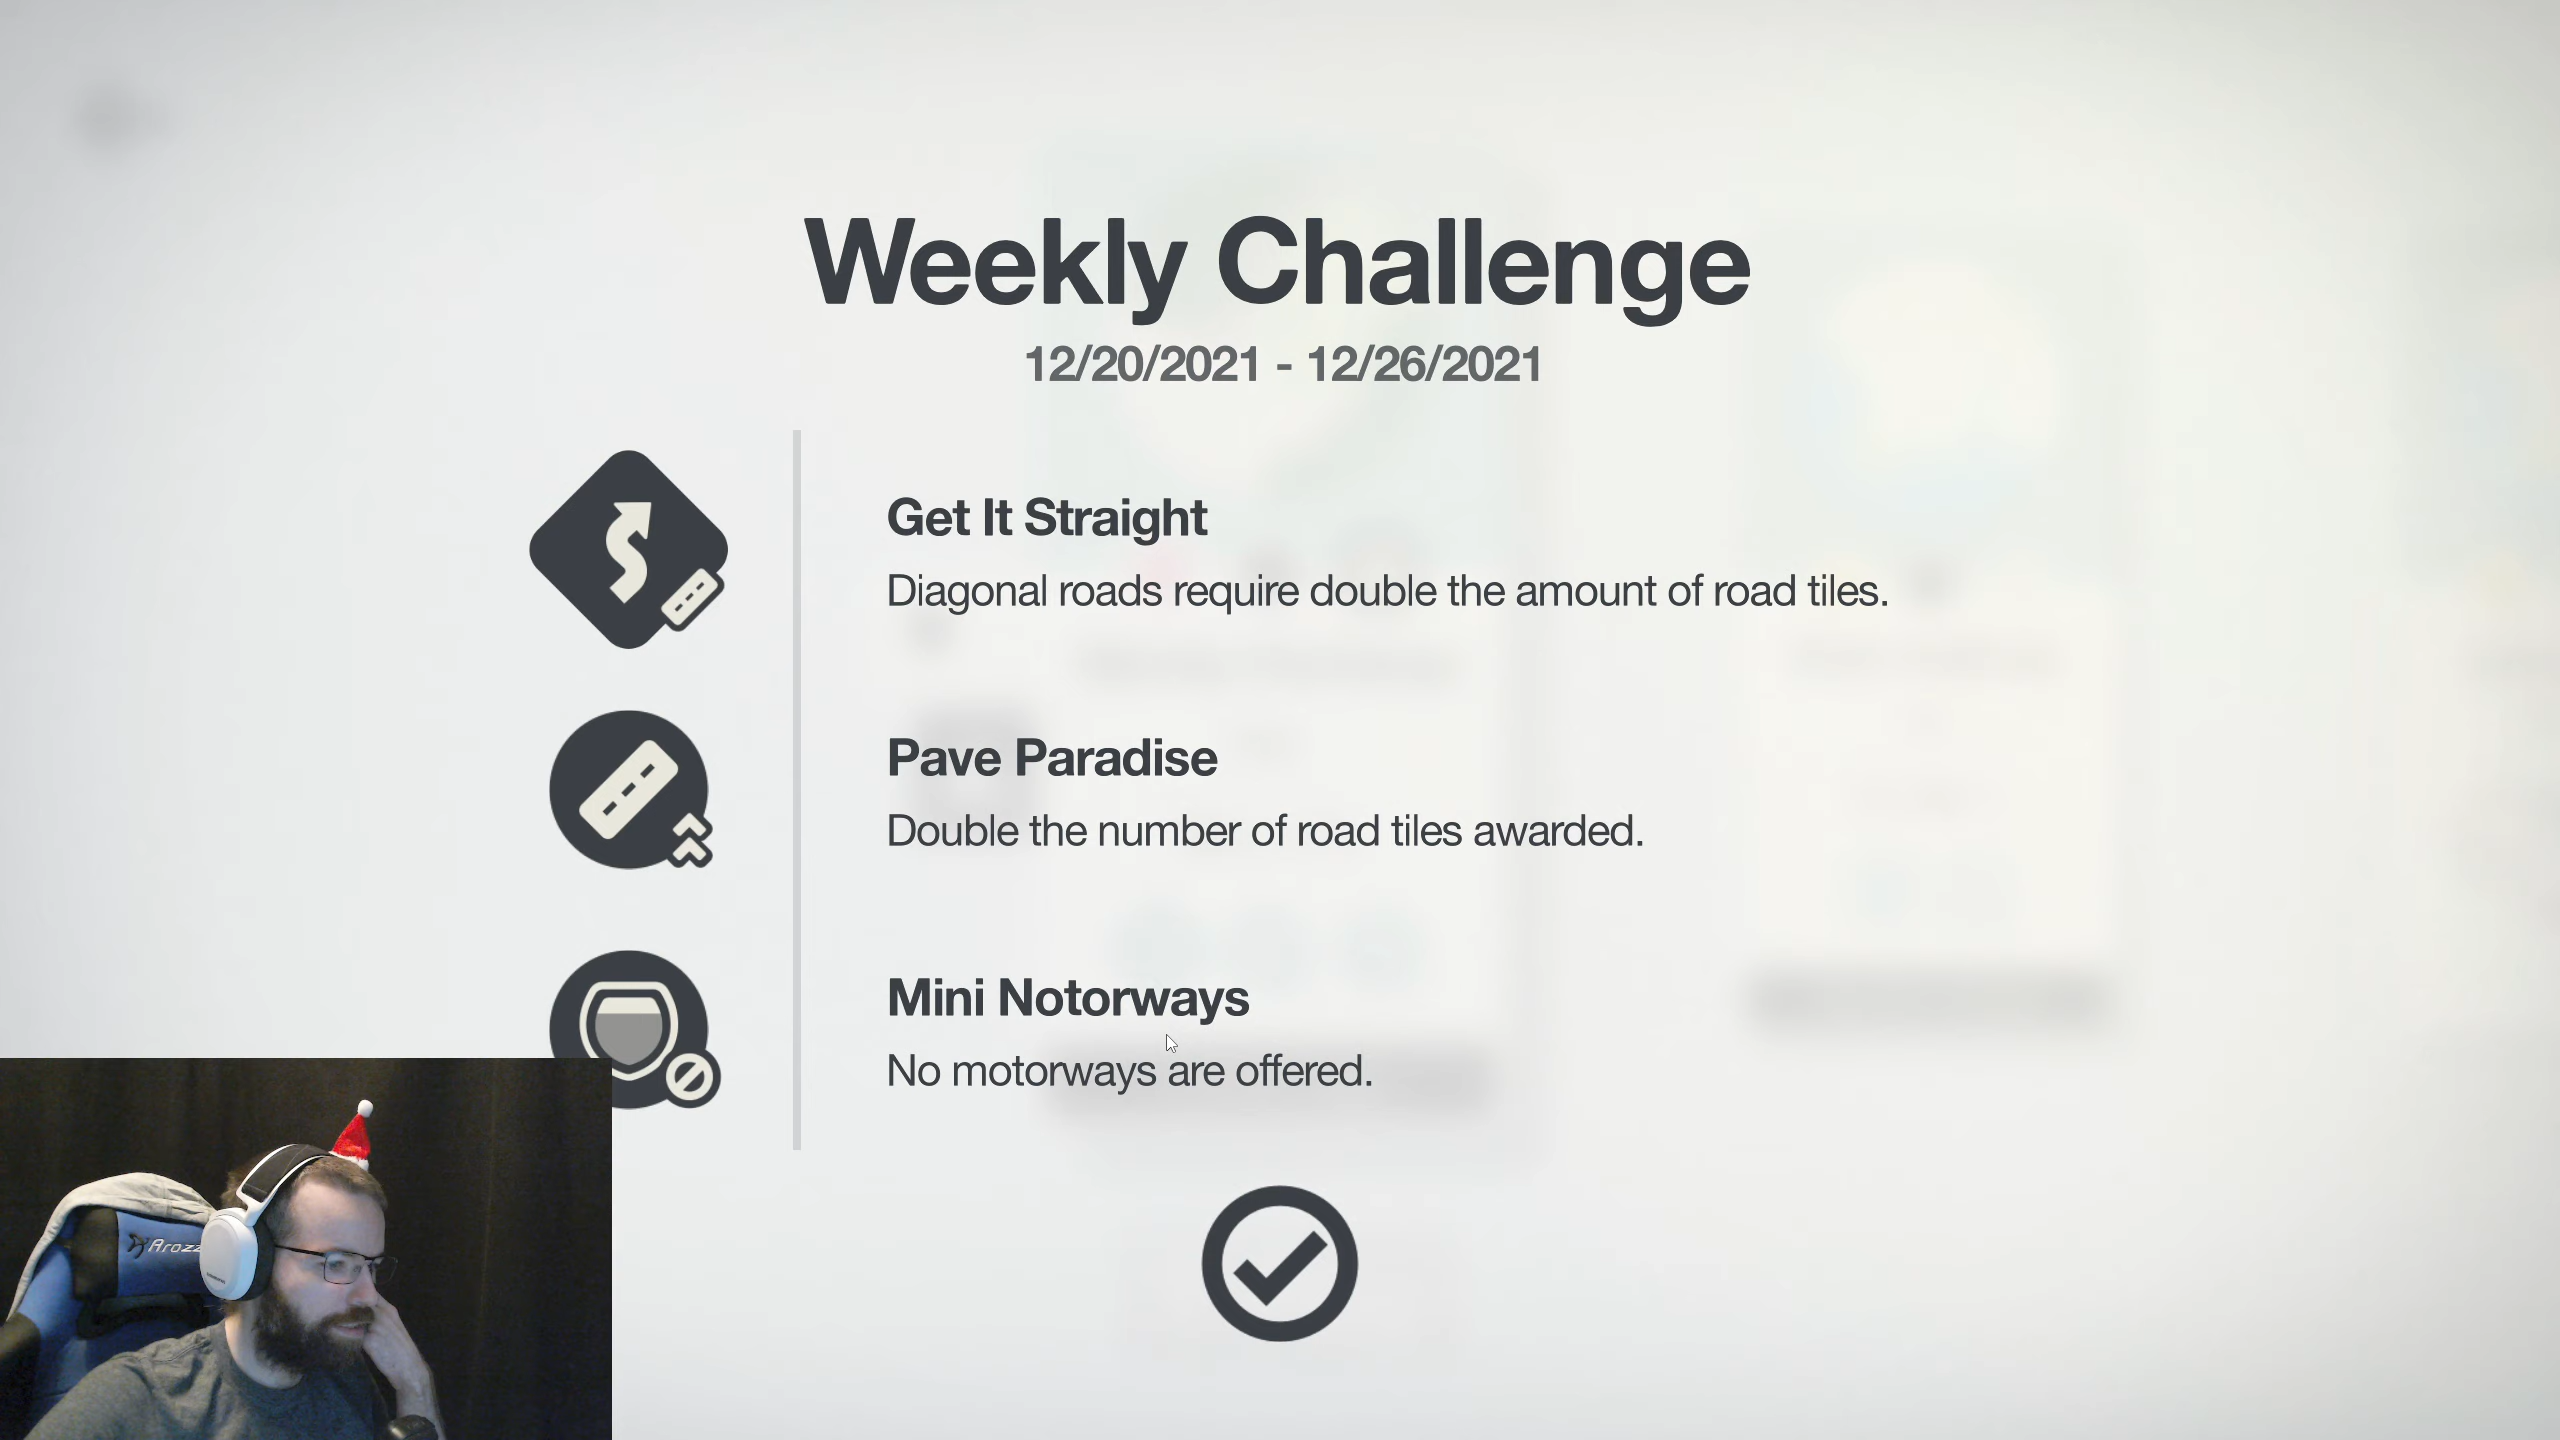 Weekly Challenge
12/20/2021 - 12/26/2021
Get It Straight
Diagonal roads require double the amount of road tiles.
Pave Paradise
Double the number of road tiles awarded.
Mini Notorways
No motorways are offered.